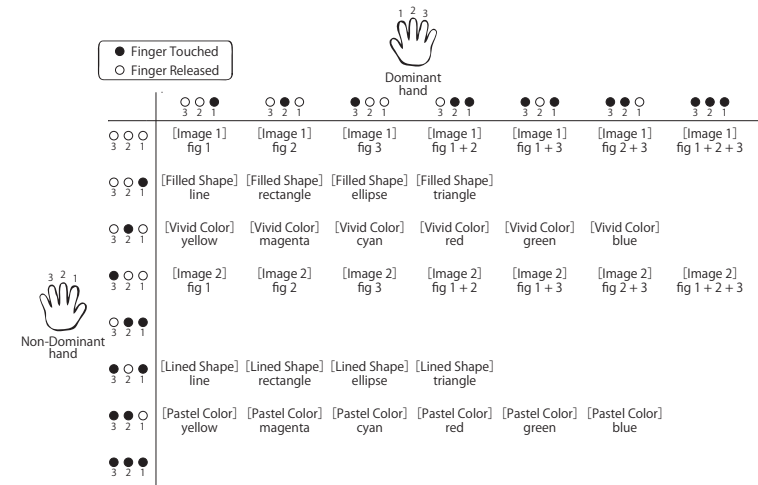 1 2 3
Finger Touched
Finger Released
Dominant
hand
3 2 1 3 2 1 3 2 1 3 2 1 3 2 1 3 2 1 3 2 1
3 2 1
[Image 1] [Image 1] [Image 1] [Image 1] [Image 1] [Image 1] [Image 1]
fig 1 fig 2 fig 3 fig 1 + 2 fig 1 + 3 fig 2 + 3 fig 1 + 2 + 3
3 2 1
[Filled Shape] [Filled Shape] [Filled Shape] [Filled Shape]
line rectangle ellipse triangle
3 2 1
[Vivid Color] [Vivid Color] [Vivid Color] [Vivid Color] [Vivid Color] [Vivid Color]
yellow magenta cyan red green blue
3 2 1
[Image 2] [Image 2] [Image 2] [Image 2] [Image 2] [Image 2] [Image 2]
fig 1 fig 2 fig 3 fig 1 + 2 fig 1 + 3 fig 2 + 3 fig 1 + 2 + 3
3 2 1
Non-Dominant
hand
3 2 1
3 2 1
[Lined Shape] [Lined Shape] [Lined Shape] [Lined Shape]
line rectangle ellipse triangle
3 2 1
[Pastel Color] [Pastel Color] [Pastel Color] [Pastel Color] [Pastel Color] [Pastel Color]
yellow magenta cyan red green blue
3 2 1